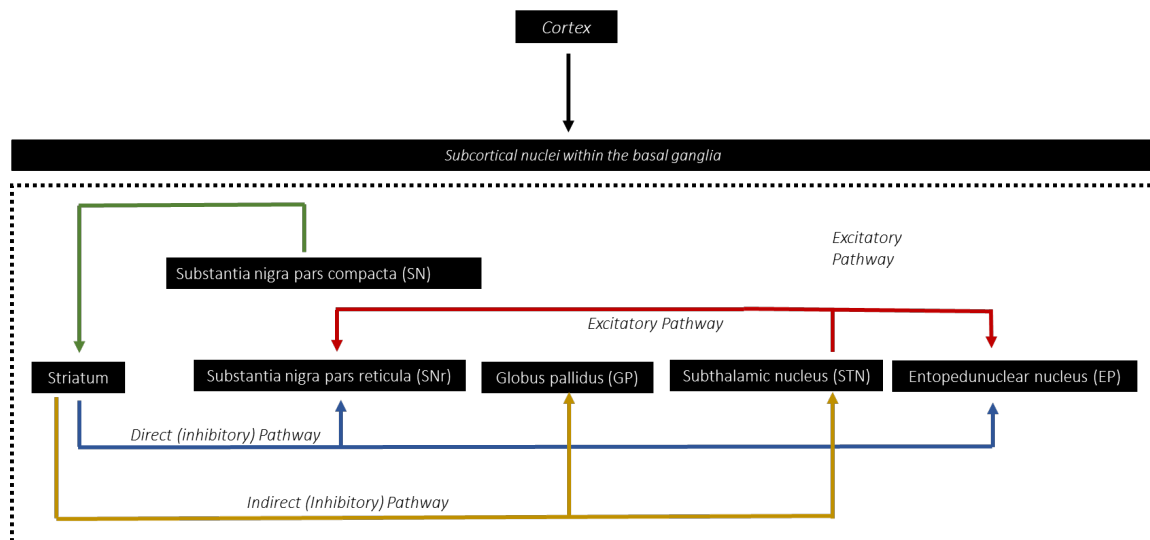 Cortex
Subcortical nuclei within the basal ganglia
Excitatory
Pathway
Substantia nigra pars compacta (SN)
Excitatory Pathway
Striatum
Substantia nigra pars reticula (SNr)
Globus pallidus (GP)
Subthalamic nucleus (STN)
Entopedunuclear nucleus (EP)
Direct (inhibitory) Pathway
Indirect (Inhibitory) Pathway